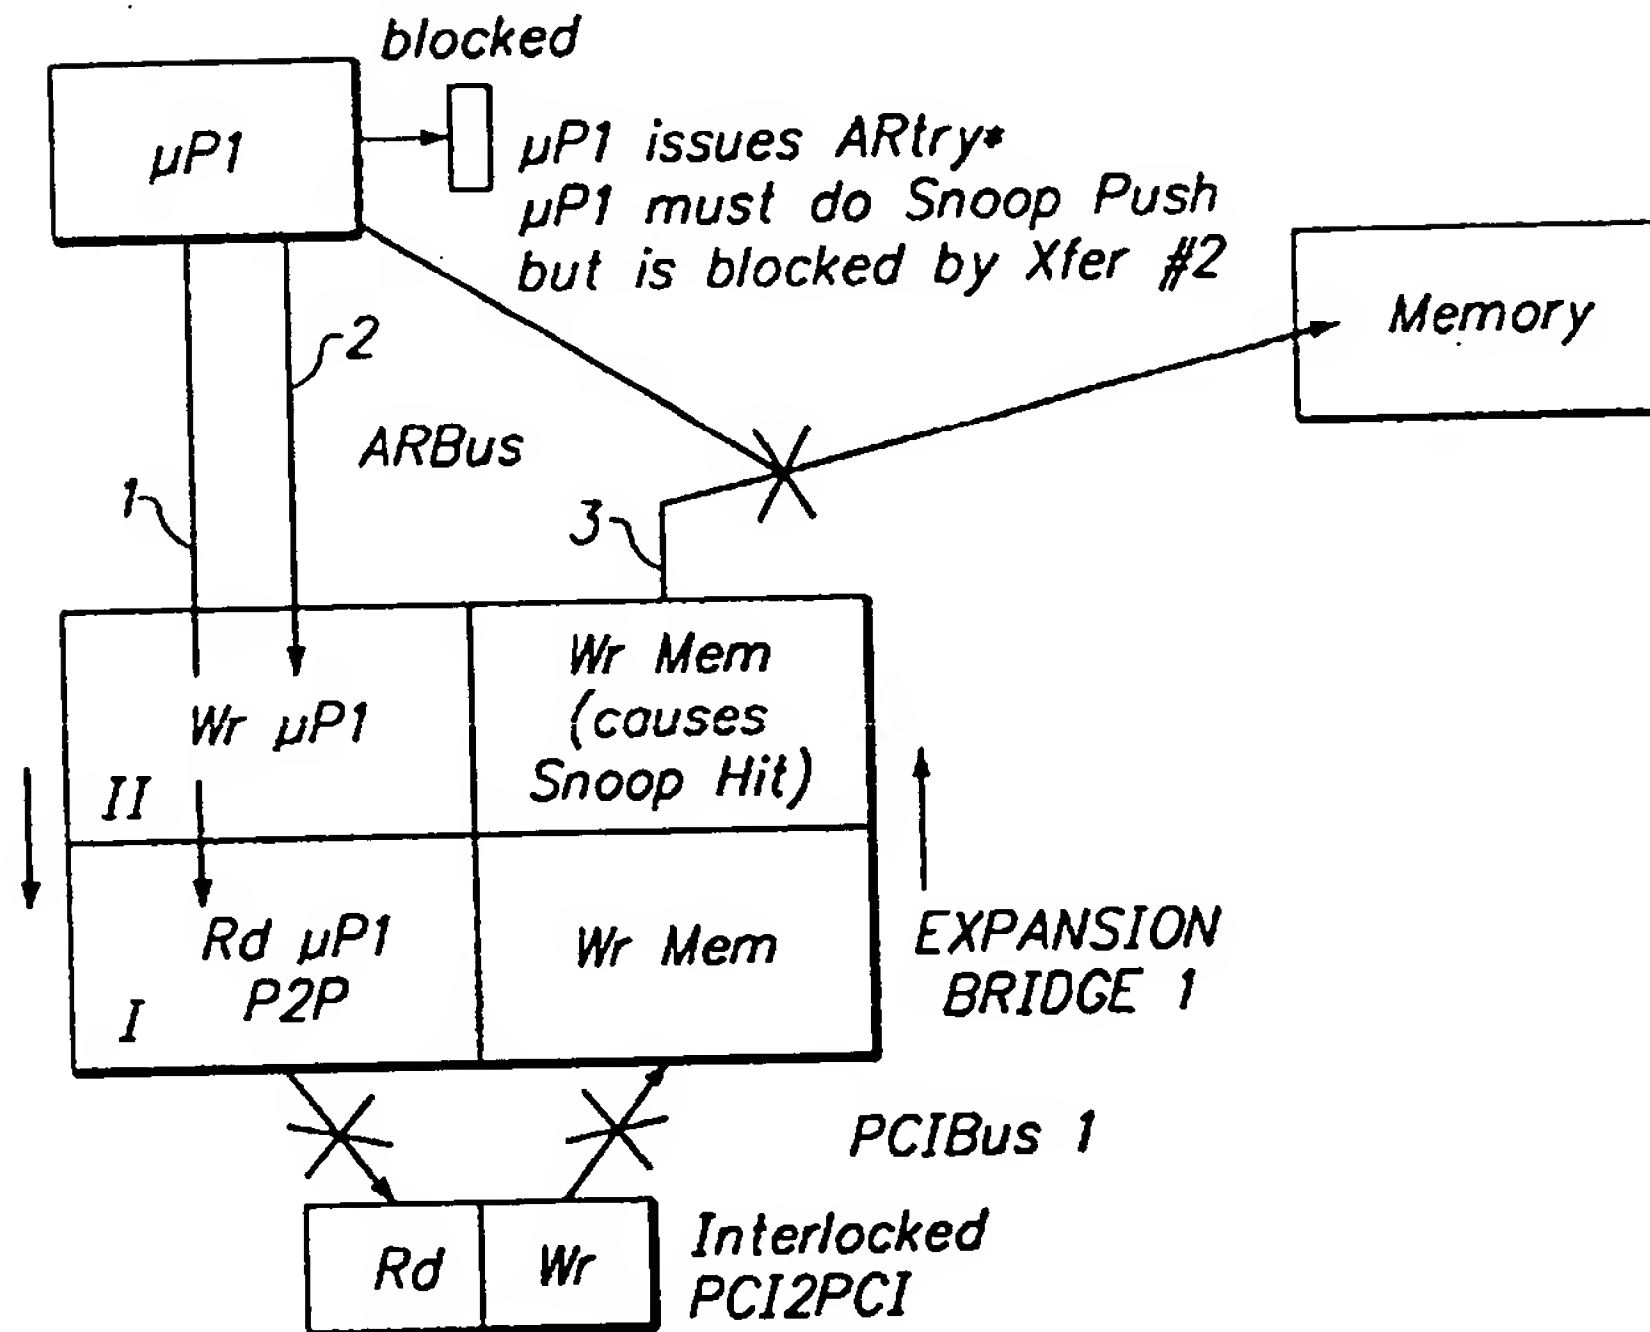 blocked
µP1
µP1 issues ARtry*
µP1 must do Snoop Push
but is blocked by Xfer #2
Memory
2
ARBus
1
3
Wr µP1
II
Wr Mem
(causes
Snoop Hit)
Rd µP1
P2P
I
Wr Mem
EXPANSION
BRIDGE 1
PCIBus 1
Rd
Wr
Interlocked
PCI2PCI